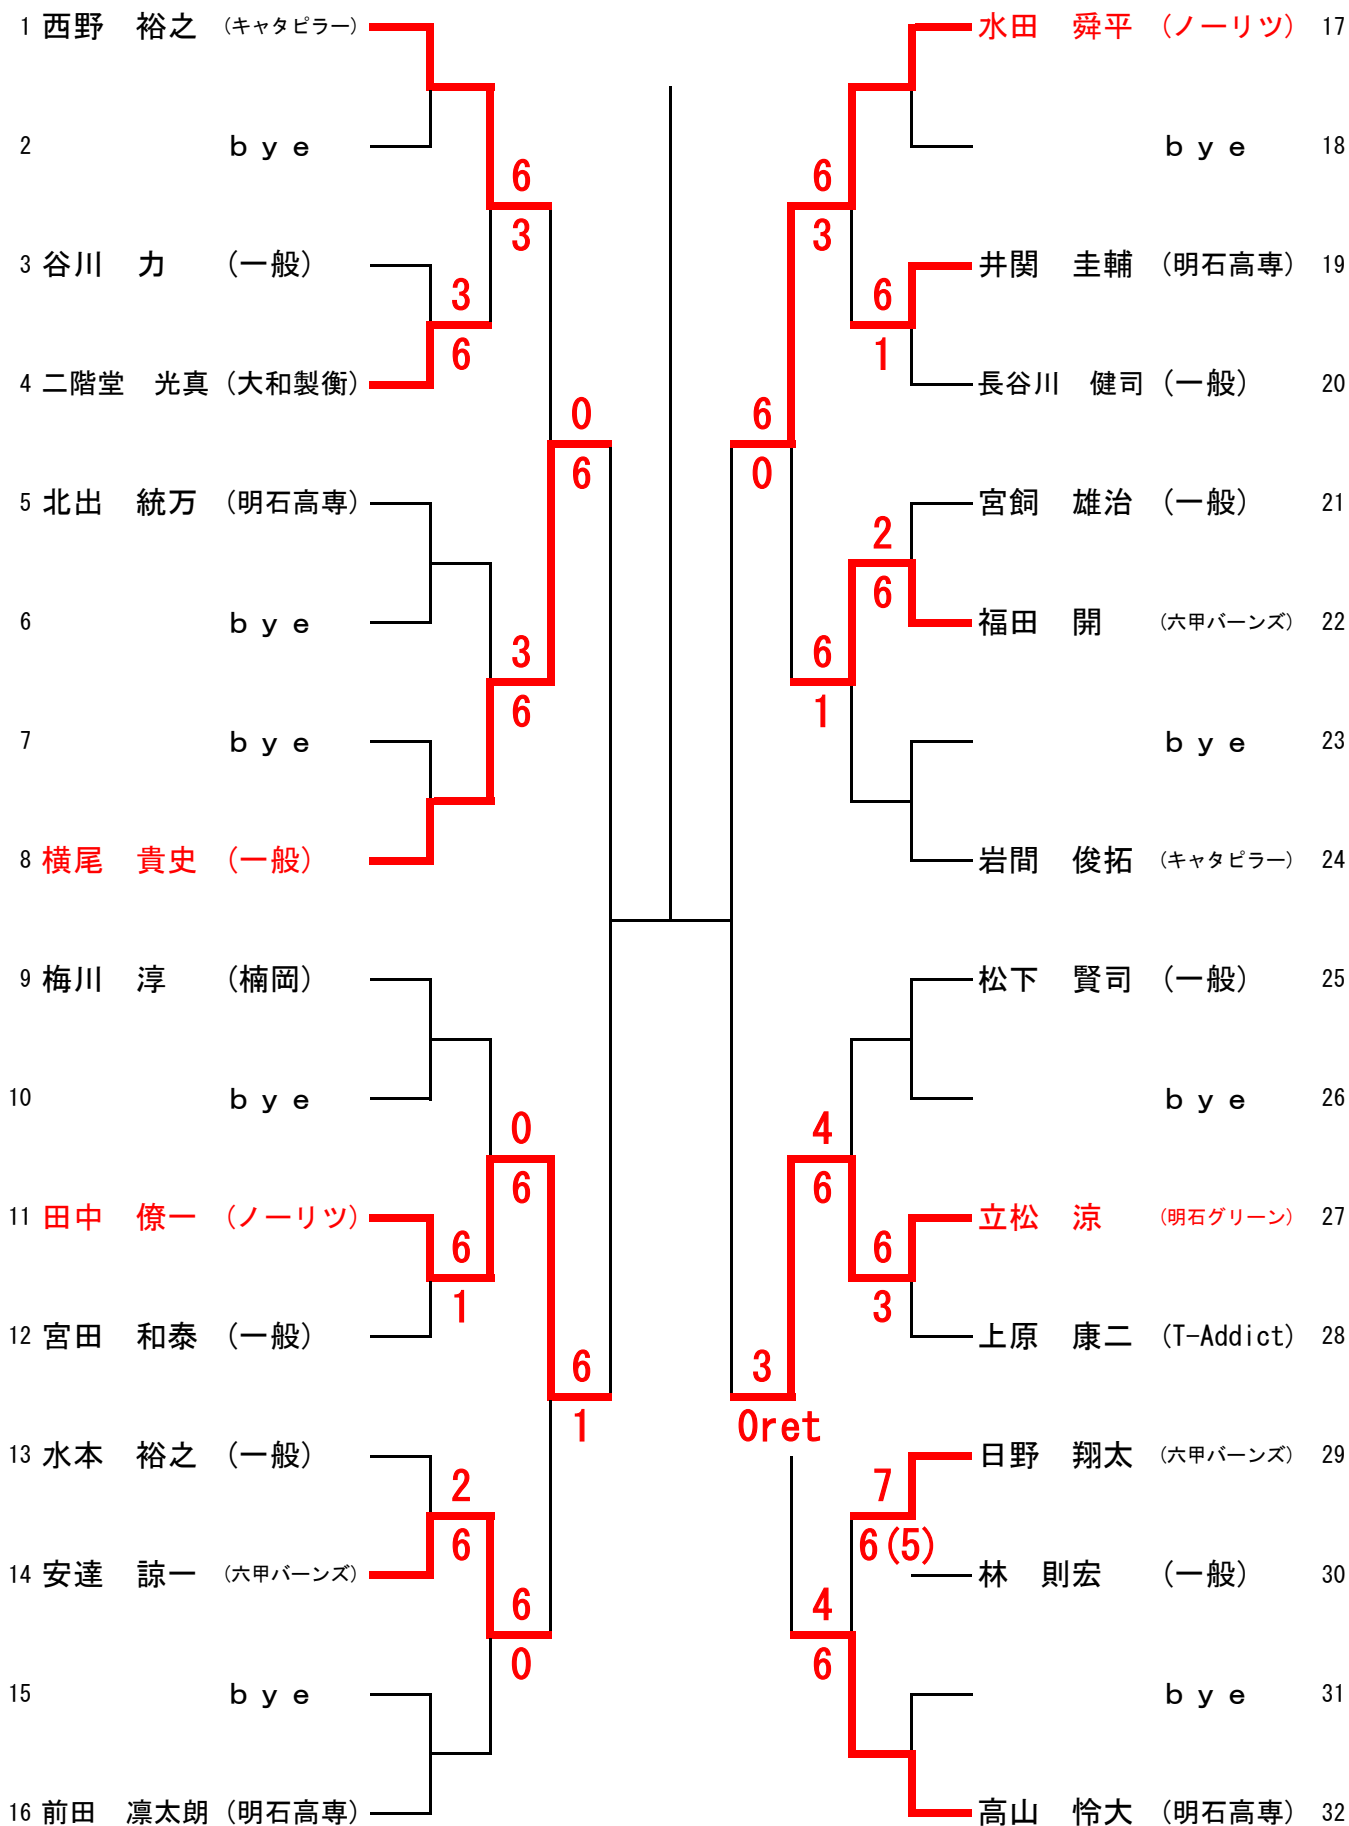 1 西野　裕之 (キャタピラー)
2 ｂｙｅ
6
3
3 谷川　力 (一般)
3
6
4 二階堂　光真 (大和製衡)
0
6
5 北出　統万 (明石高専)
6 ｂｙｅ
3
6
7 ｂｙｅ
8 横尾　貴史 (一般)
9 梅川　淳 (楠岡)
10 ｂｙｅ
0
6
11 田中　僚一 (ノーリツ)
6
1
12 宮田　和泰 (一般)
6
1
13 水本　裕之 (一般)
2
6
14 安達　諒一 (六甲バーンズ)
6
0
15 ｂｙｅ
16 前田　凛太朗 (明石高専)
水田　舜平 (ノーリツ) 17
ｂｙｅ 18
6
3
井関　圭輔 (明石高専) 19
6
1
長谷川　健司 (一般) 20
6
0
宮飼　雄治 (一般) 21
2
6
福田　開 (六甲バーンズ) 22
6
1
ｂｙｅ 23
岩間　俊拓 (キャタピラー) 24
松下　賢司 (一般) 25
ｂｙｅ 26
4
6
立松　涼 (明石グリーン) 27
6
3
上原　康二 (T-Addict) 28
3
0ret
日野　翔太 (六甲バーンズ) 29
7
6(5)
林　則宏 (一般) 30
4
6
ｂｙｅ 31
高山　怜大 (明石高専) 32